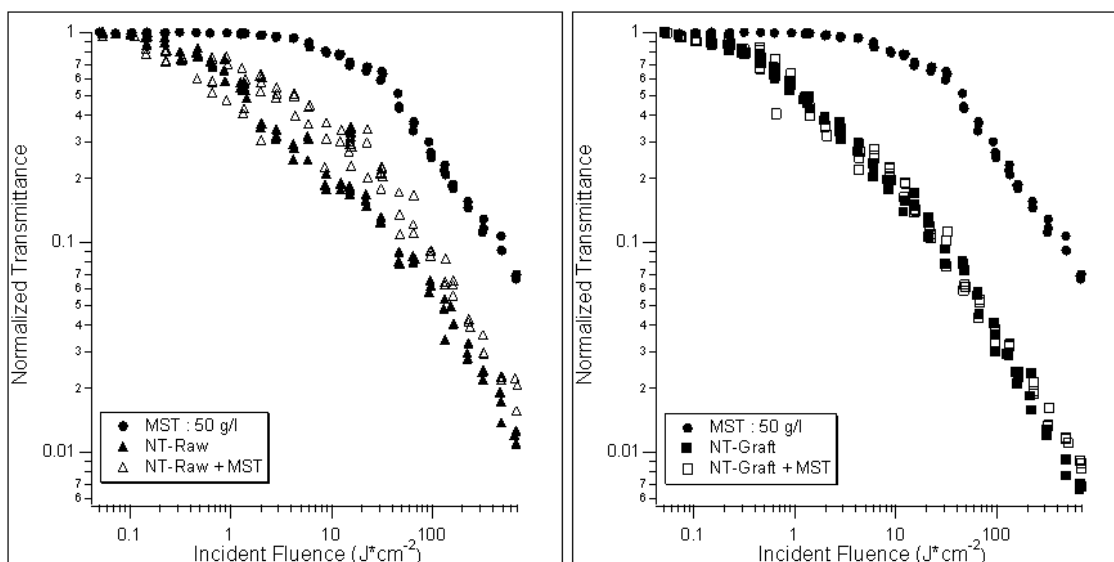 Normalized Transmittance
1
7
6
5
4
3
2
0.1
7
6
5
4
3
2
0.01
7
6
MST : 50 g/l
NT-Raw
NT-Raw + MST
0.1 1 10 100
Incident Fluence (J*cm-2)
Normalized Transmittance
1
7
6
5
4
3
2
0.1
7
6
5
4
3
2
0.01
7
6
MST : 50 g/l
NT-Graft
NT-Graft + MST
0.1 1 10 100
Incident Fluence (J*cm-2)